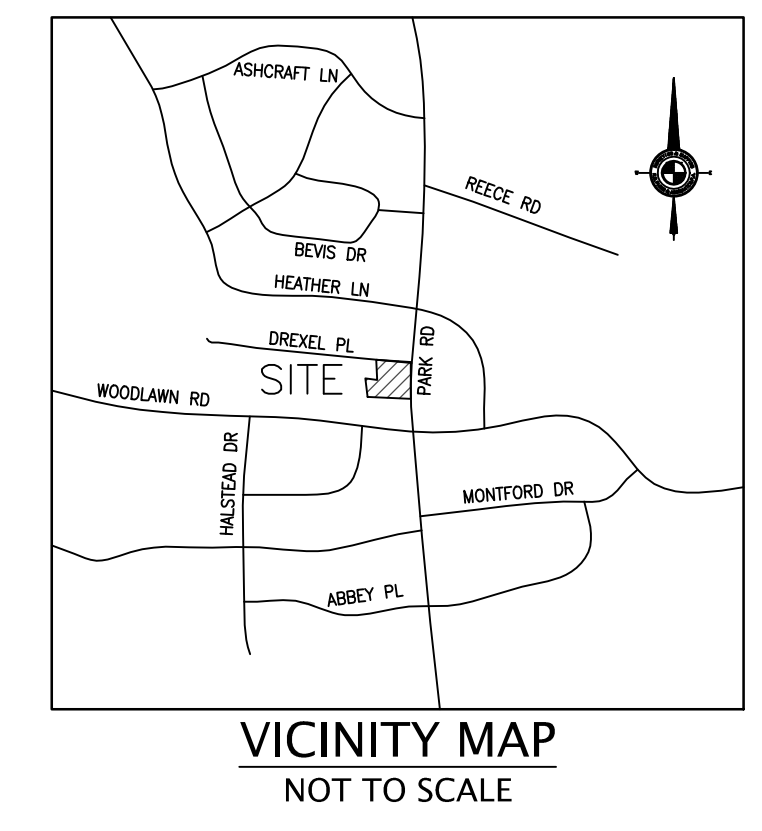 ASHCRAFT LN
REECE RD
BEVIS DR
HEATHER LN
DREXEL PL
PARK RD
SITE
WOODLAWN RD
HALSTEAD DR
MONTFORD DR
ABBEY PL
VICINITY MAP
NOT TO SCALE